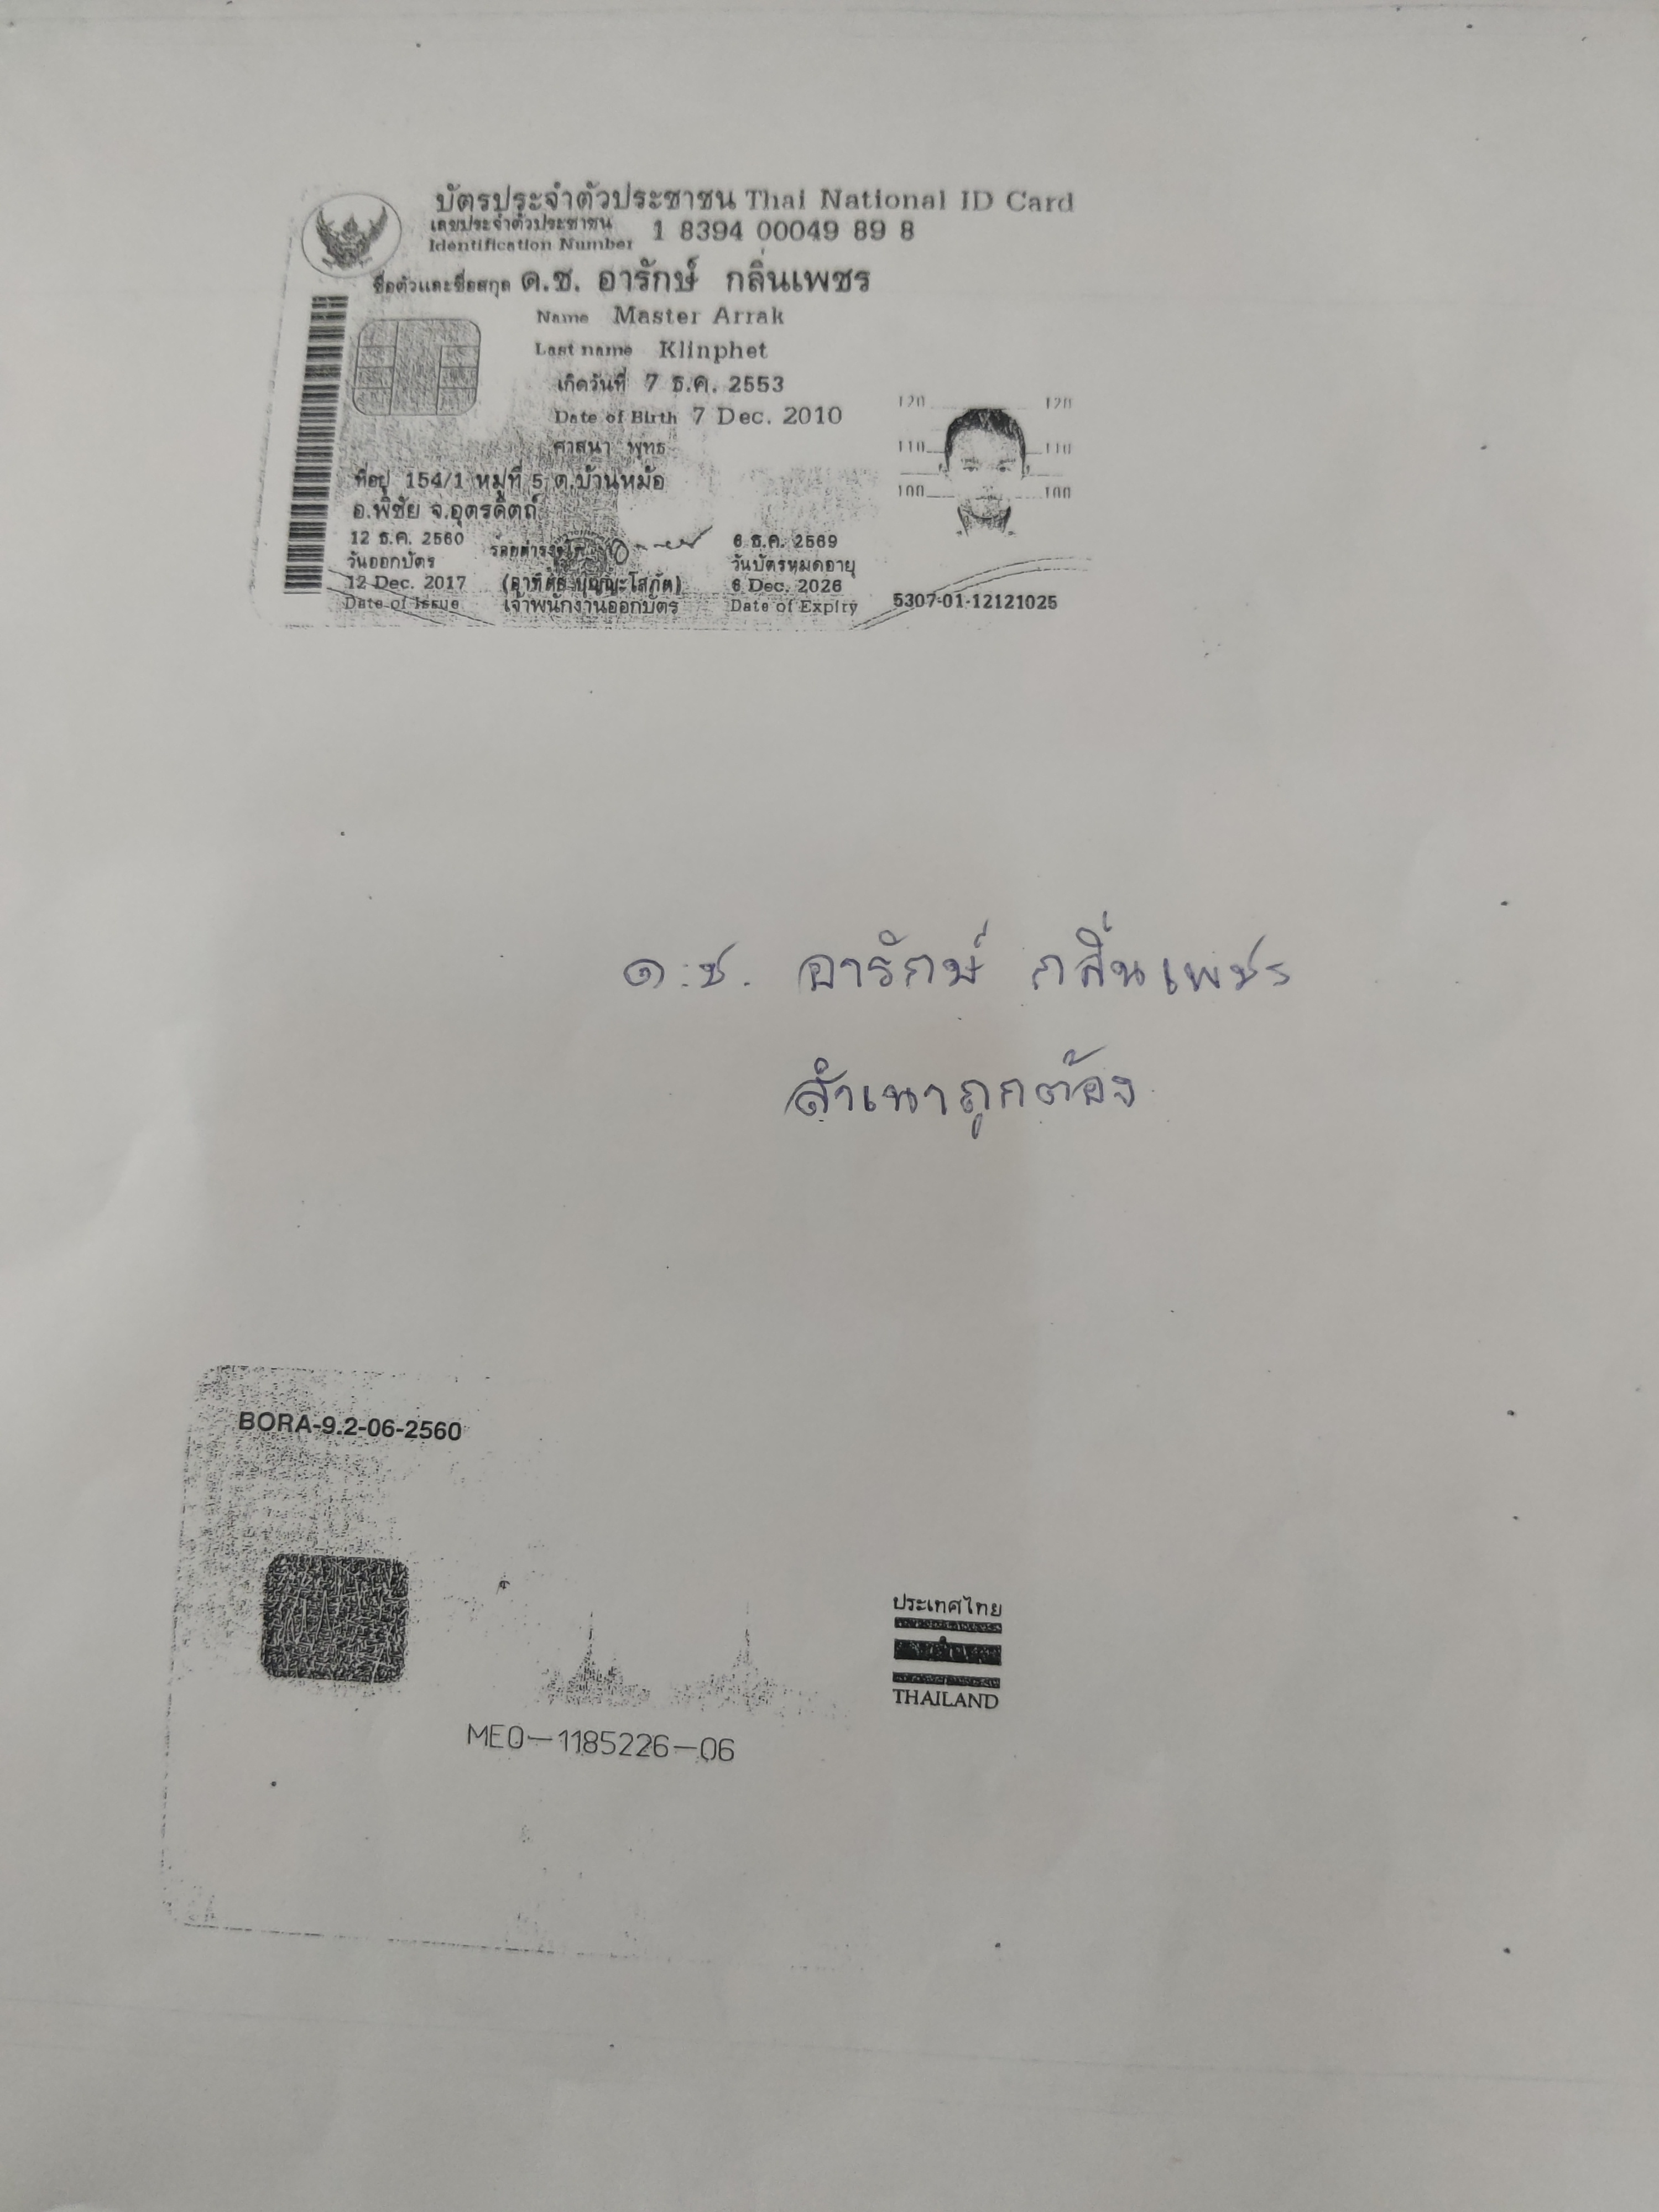 บัตรประจำตัวประชาชน Thai National ID Card
เลขประจำตัวประชาชน
Identification Number 1 8394 00049 89 8
ชื่อตัวและชื่อสกุล ด.ช. อารักษ์ กลิ่นเพชร
Name Master Arrak
Last name Klinphet
เกิดวันที่ 7 ธ.ค. 2553
Date of Birth 7 Dec. 2010
ศาสนา พุทธ
ที่อยู่ 154/1 หมู่ที่ 5 ต.บ้านหม้อ
อ.พิชัย จ.อุตรดิตถ์
12 ธ.ค. 2560
วันออกบัตร
12 Dec. 2017
Date of Issue
เจ้าพนักงานออกบัตร
6 ธ.ค. 2569
วันบัตรหมดอายุ
6 Dec. 2026
Date of Expiry
120 120
110 110
100 100
5307-01-12121025
ด.ช. อารักษ์ กลิ่นเพชร
สำเนาถูกต้อง
BORA-9.2-06-2560
ประเทศไทย
THAILAND
ME0-1185226-06